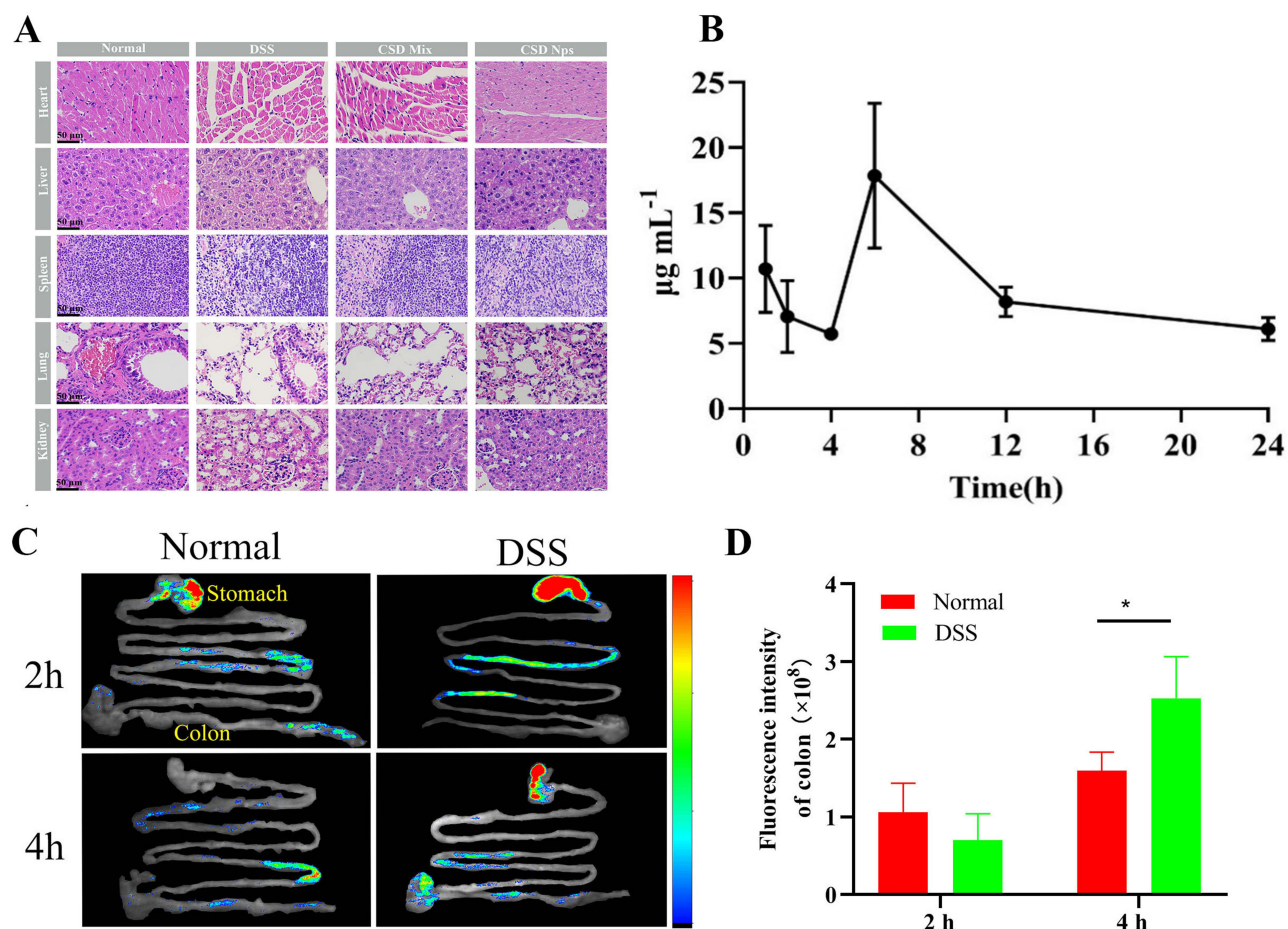 A
Normal DSS CSD Mix CSD Nps
Heart
50 μm
Liver
50 μm
Spleen
50 μm
Lung
50 μm
Kidney
50 μm
B
25
20
15
10
5
0
μg mL⁻¹
0 4 8 12 16 20 24
Time(h)
C
Normal DSS
2h
Stomach
Colon
4h
D
4
3
2
1
0
Fluorescence intensity
of colon (×10⁸)
Normal
DSS
*
2 h 4 h